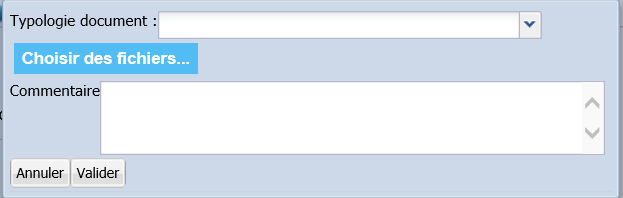 Typologie document :
Choisir des fichiers...
Commentaire
Annuler Valider